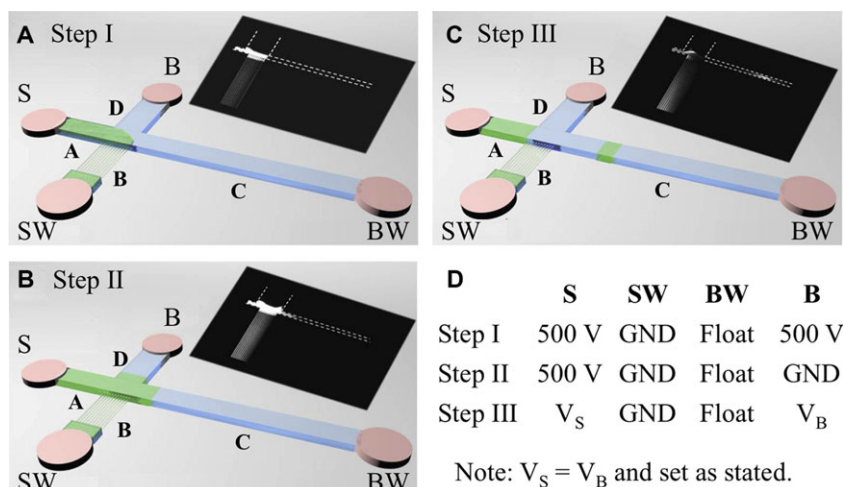 A Step I
B
S
D
A
B
C
SW
BW
B Step II
B
S
D
A
B
C
SW
BW
C Step III
B
S
D
A
B
C
SW
BW
D
S SW BW B
Step I 500 V GND Float 500 V
Step II 500 V GND Float GND
Step III V_S GND Float V_B
Note: V_S = V_B and set as stated.